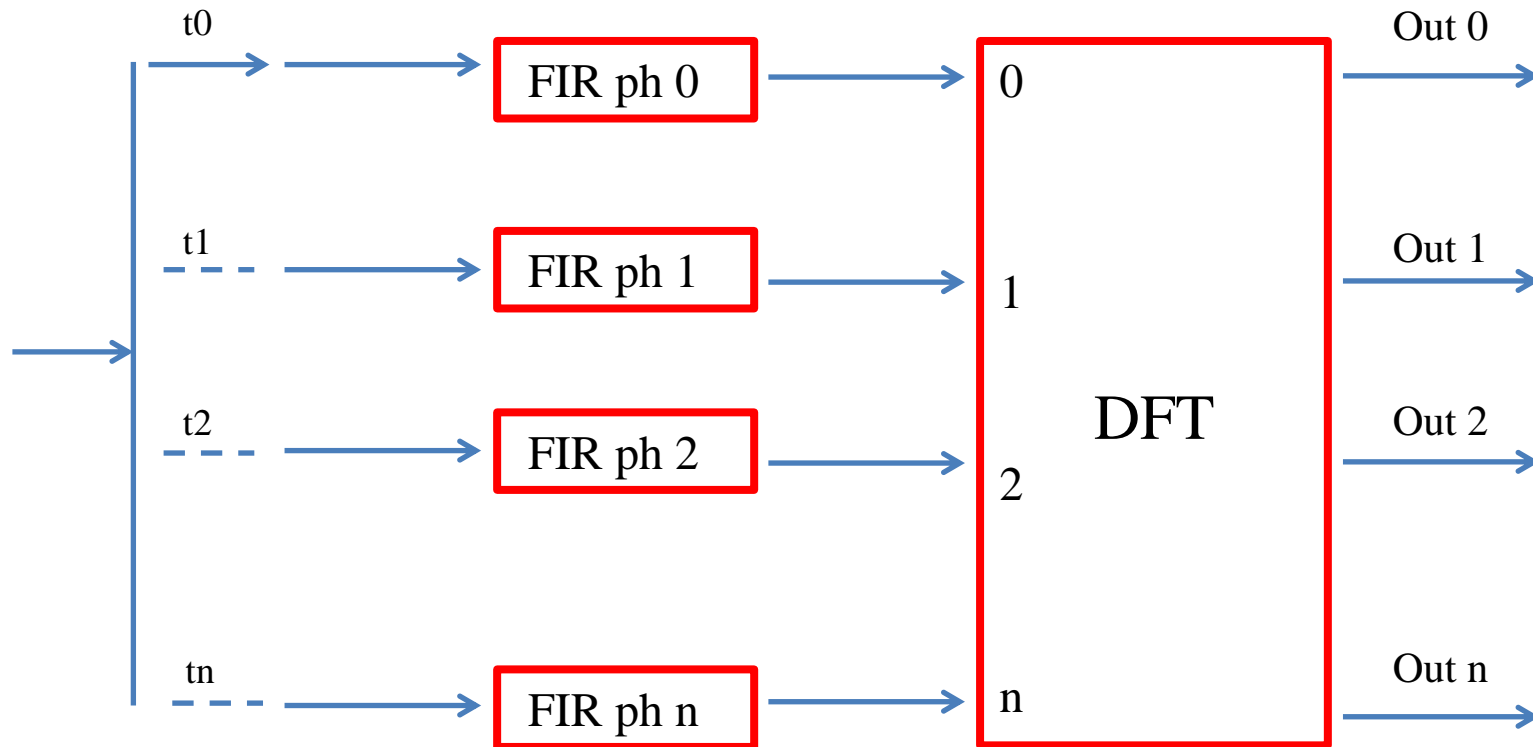 t0
FIR ph 0
0
Out 0
t1
FIR ph 1
1
Out 1
DFT
t2
FIR ph 2
2
Out 2
tn
FIR ph n
n
Out n